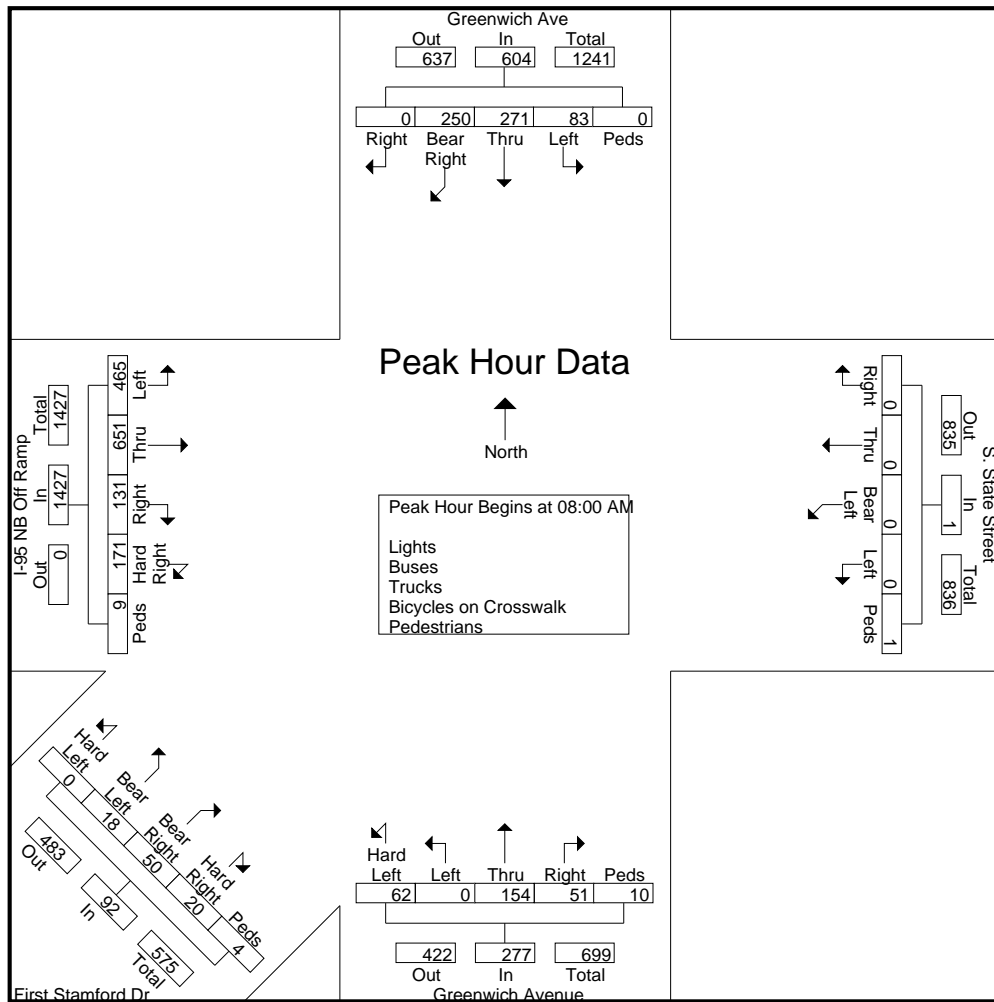 Greenwich Ave
Out In Total
637 604 1241
0 250 271 83 0
Right Bear Right Thru Left Peds
Peak Hour Data
North
Peak Hour Begins at 08:00 AM
Lights
Buses
Trucks
Bicycles on Crosswalk
Pedestrians
I-95 NB Off Ramp
Out In Total
0 1427 1427
9 171 131 651 465
Peds Hard Right Right Thru Left
S. State Street
Out In Total
835 1 836
0 0 0 0 1
Right Thru Bear Left Left Peds
Hard Left Bear Left Bear Right Hard Right Peds
0 18 50 20 4
483 92 575
Out In Total
First Stamford Dr
Hard Left Left Thru Right Peds
62 0 154 51 10
422 277 699
Out In Total
Greenwich Avenue